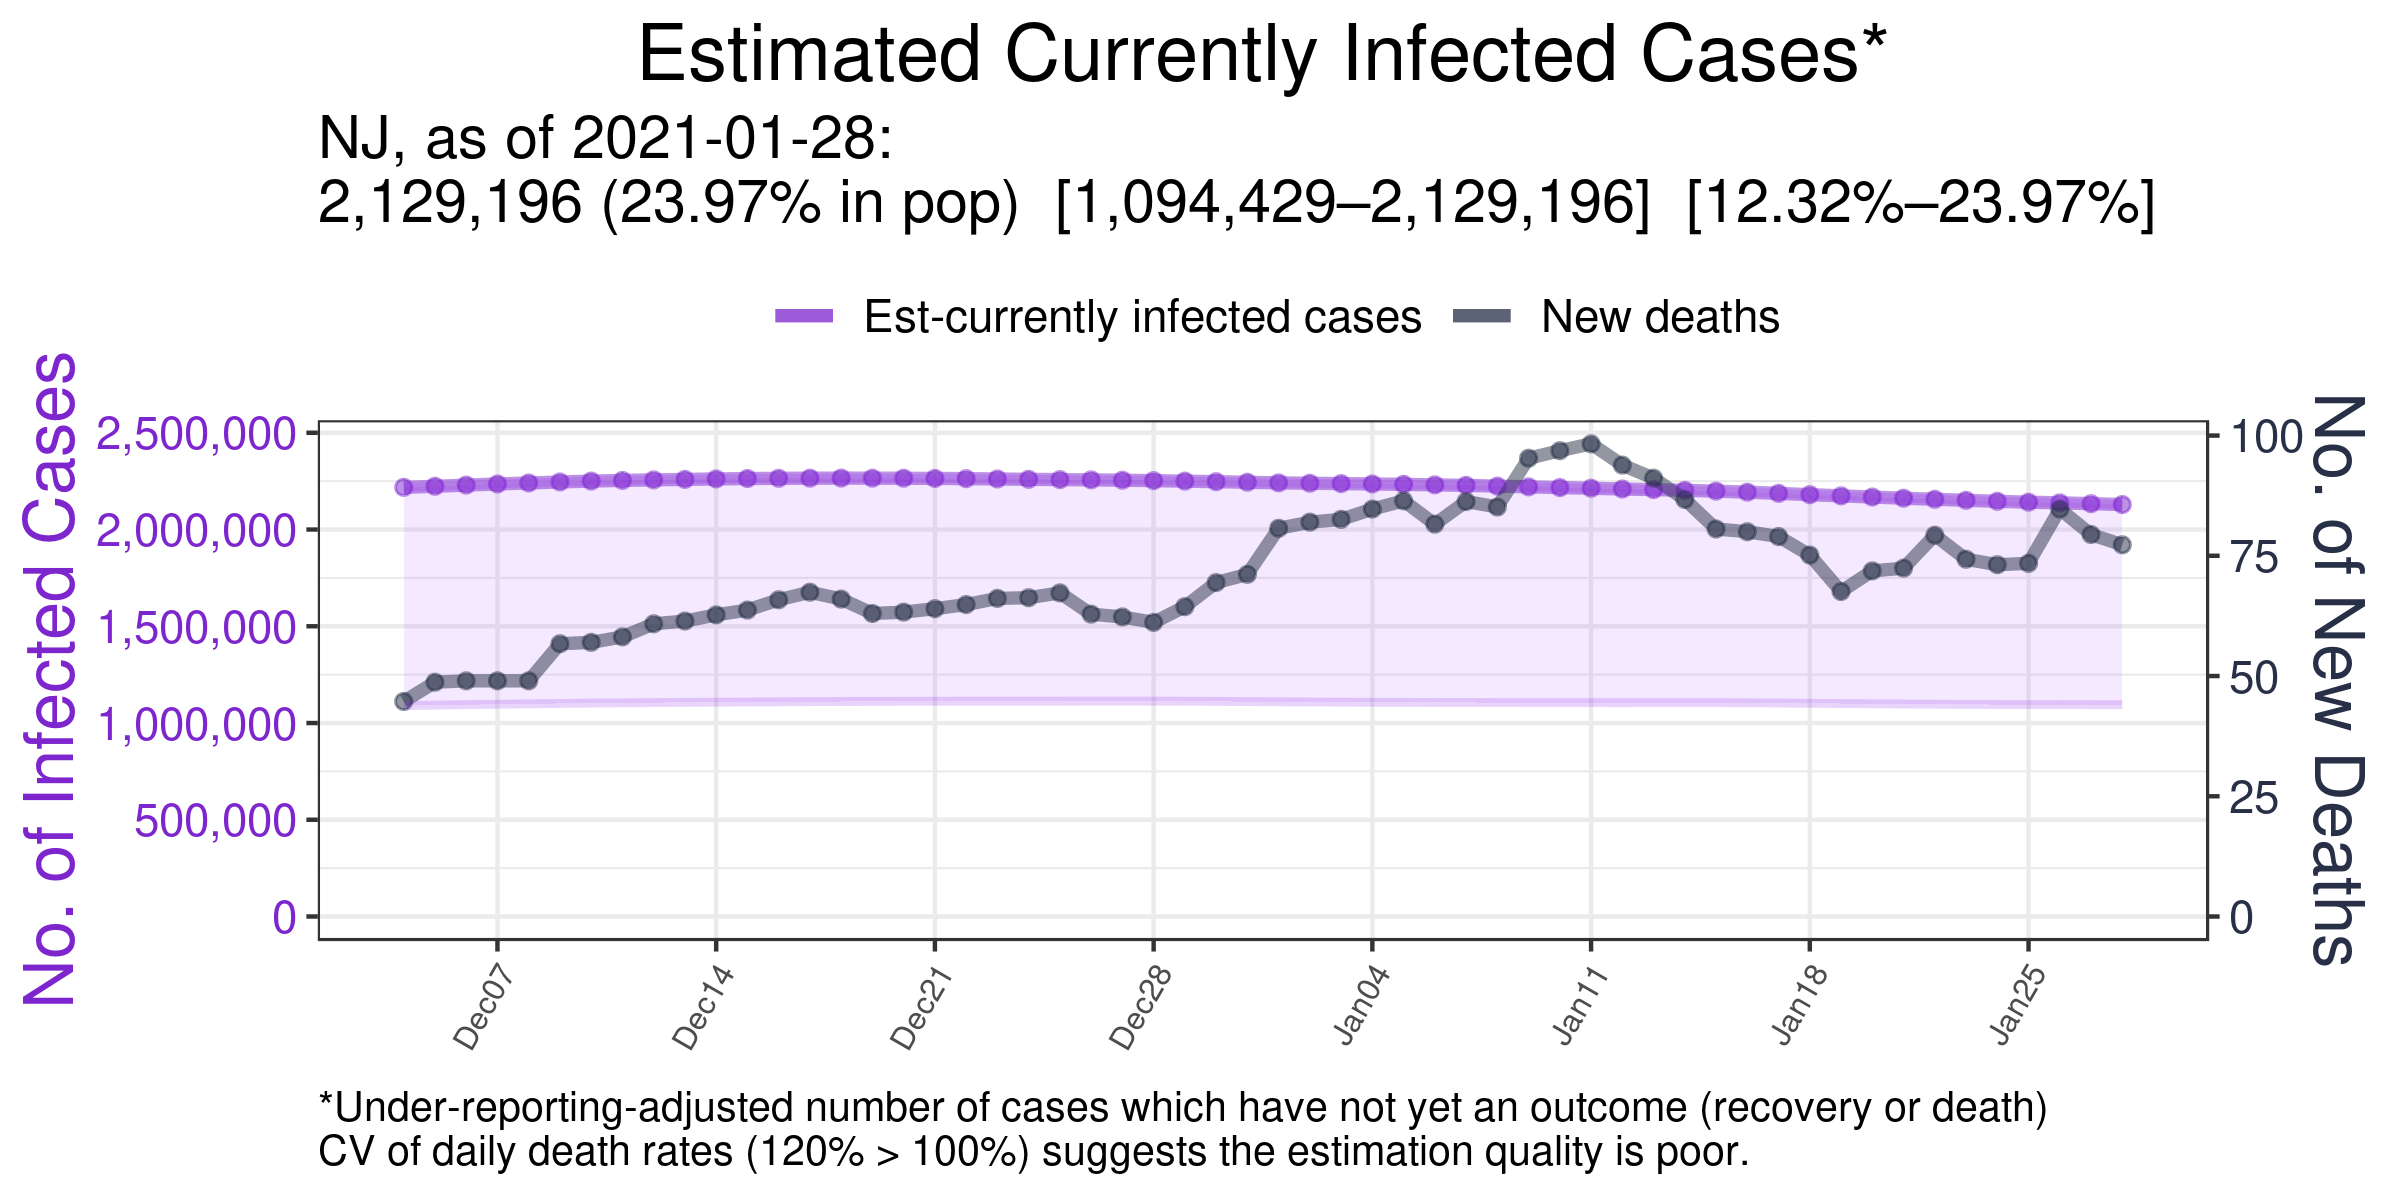 Estimated Currently Infected Cases*
NJ, as of 2021-01-28:
2,129,196 (23.97% in pop) [1,094,429–2,129,196] [12.32%–23.97%]
Est-currently infected cases
New deaths
No. of Infected Cases
2,500,000
2,000,000
1,500,000
1,000,000
500,000
0
100
75
50
25
0
No. of New Deaths
Dec07
Dec14
Dec21
Dec28
Jan04
Jan11
Jan18
Jan25
*Under-reporting-adjusted number of cases which have not yet an outcome (recovery or death)
CV of daily death rates (120% > 100%) suggests the estimation quality is poor.